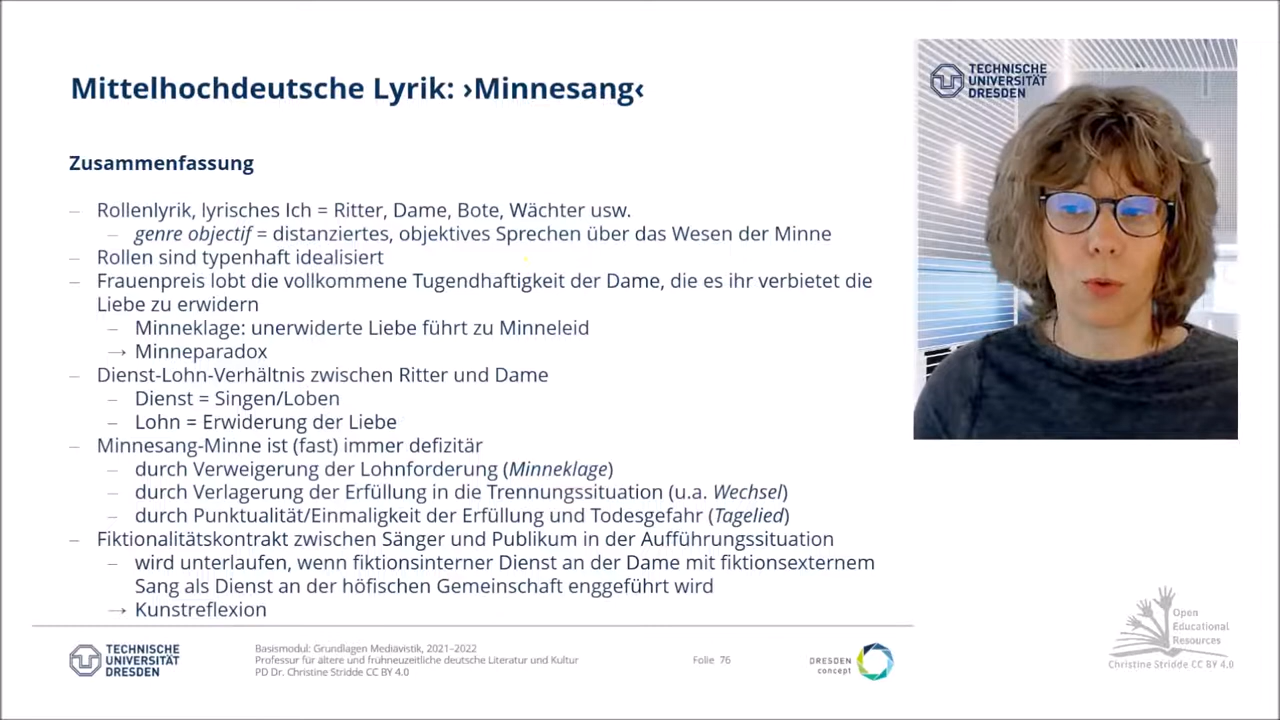 Mittelhochdeutsche Lyrik: ›Minnesang‹
Zusammenfassung
– Rollenlyrik, lyrisches Ich = Ritter, Dame, Bote, Wächter usw.
– genre objectif = distanziertes, objektives Sprechen über das Wesen der Minne
– Rollen sind typenhaft idealisiert
– Frauenpreis lobt die vollkommene Tugendhaftigkeit der Dame, die es ihr verbietet die
Liebe zu erwidern
– Minneklage: unerwiderte Liebe führt zu Minneleid
→ Minneparadox
– Dienst-Lohn-Verhältnis zwischen Ritter und Dame
– Dienst = Singen/Loben
– Lohn = Erwiderung der Liebe
– Minnesang-Minne ist (fast) immer defizitär
– durch Verweigerung der Lohnforderung (Minneklage)
– durch Verlagerung der Erfüllung in die Trennungssituation (u.a. Wechsel)
– durch Punktualität/Einmaligkeit der Erfüllung und Todesgefahr (Tagelied)
– Fiktionalitätskontrakt zwischen Sänger und Publikum in der Aufführungssituation
– wird unterlaufen, wenn fiktionsinterner Dienst an der Dame mit fiktionsexternem
Sang als Dienst an der höfischen Gemeinschaft enggeführt wird
→ Kunstreflexion
TECHNISCHE
UNIVERSITÄT
DRESDEN
Basismodul: Grundlagen Mediävistik, 2021–2022
Professur für ältere und frühneuzeitliche deutsche Literatur und Kultur
PD Dr. Christine Stridde CC BY 4.0
Folie 76
DRESDEN
concept
TECHNISCHE
UNIVERSITÄT
DRESDEN
Open
Educational
Resources
Christine Stridde CC BY 4.0